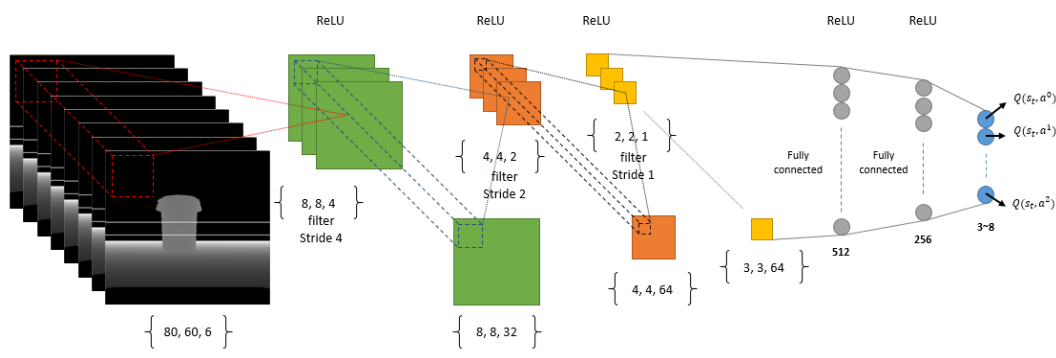 ReLU
ReLU
ReLU
ReLU
ReLU
8, 8, 4
filter
Stride 4
4, 4, 2
filter
Stride 2
2, 2, 1
filter
Stride 1
Fully
connected
Fully
connected
Q(s_t, a^0)
Q(s_t, a^1)
Q(s_t, a^2)
80, 60, 6
8, 8, 32
4, 4, 64
3, 3, 64
512
256
3~8